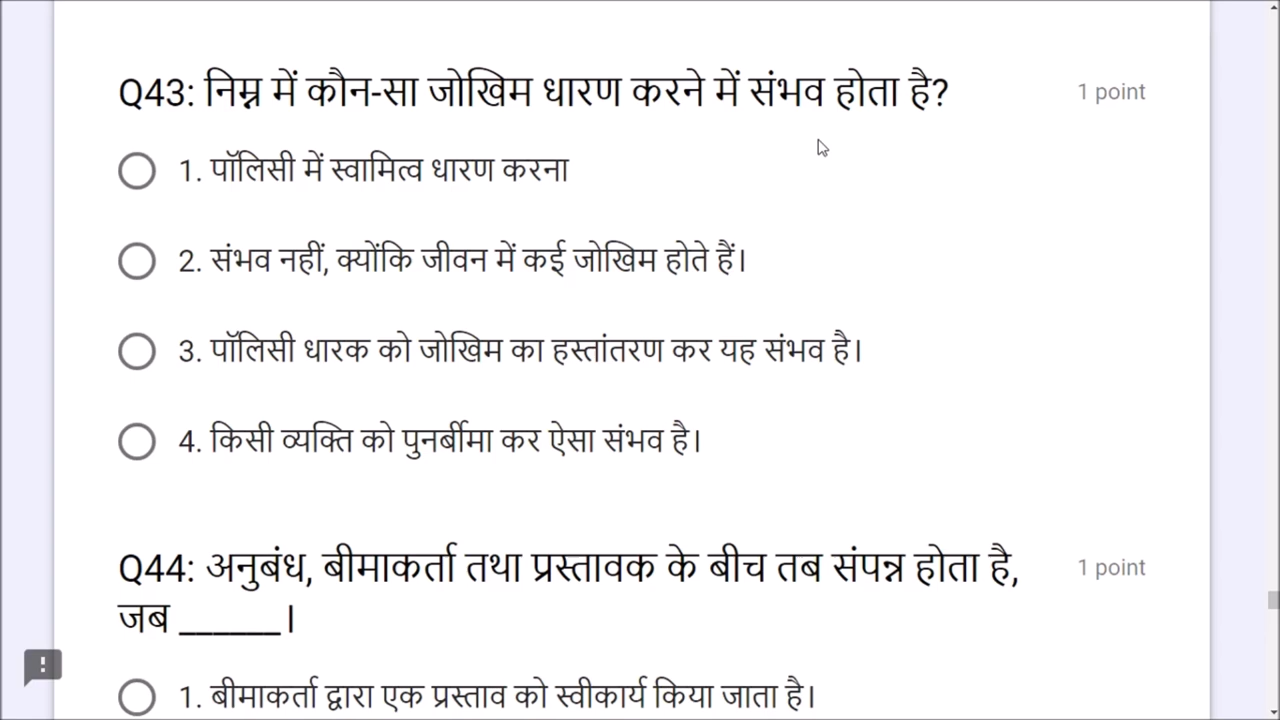 Q43: निम्न में कौन-सा जोखिम धारण करने में संभव होता है?
1 point
1. पॉलिसी में स्वामित्व धारण करना
2. संभव नहीं, क्योंकि जीवन में कई जोखिम होते हैं।
3. पॉलिसी धारक को जोखिम का हस्तांतरण कर यह संभव है।
4. किसी व्यक्ति को पुनर्बीमा कर ऐसा संभव है।
Q44: अनुबंध, बीमाकर्ता तथा प्रस्तावक के बीच तब संपन्न होता है,
1 point
जब ______।
1. बीमाकर्ता द्वारा एक प्रस्ताव को स्वीकार्य किया जाता है।